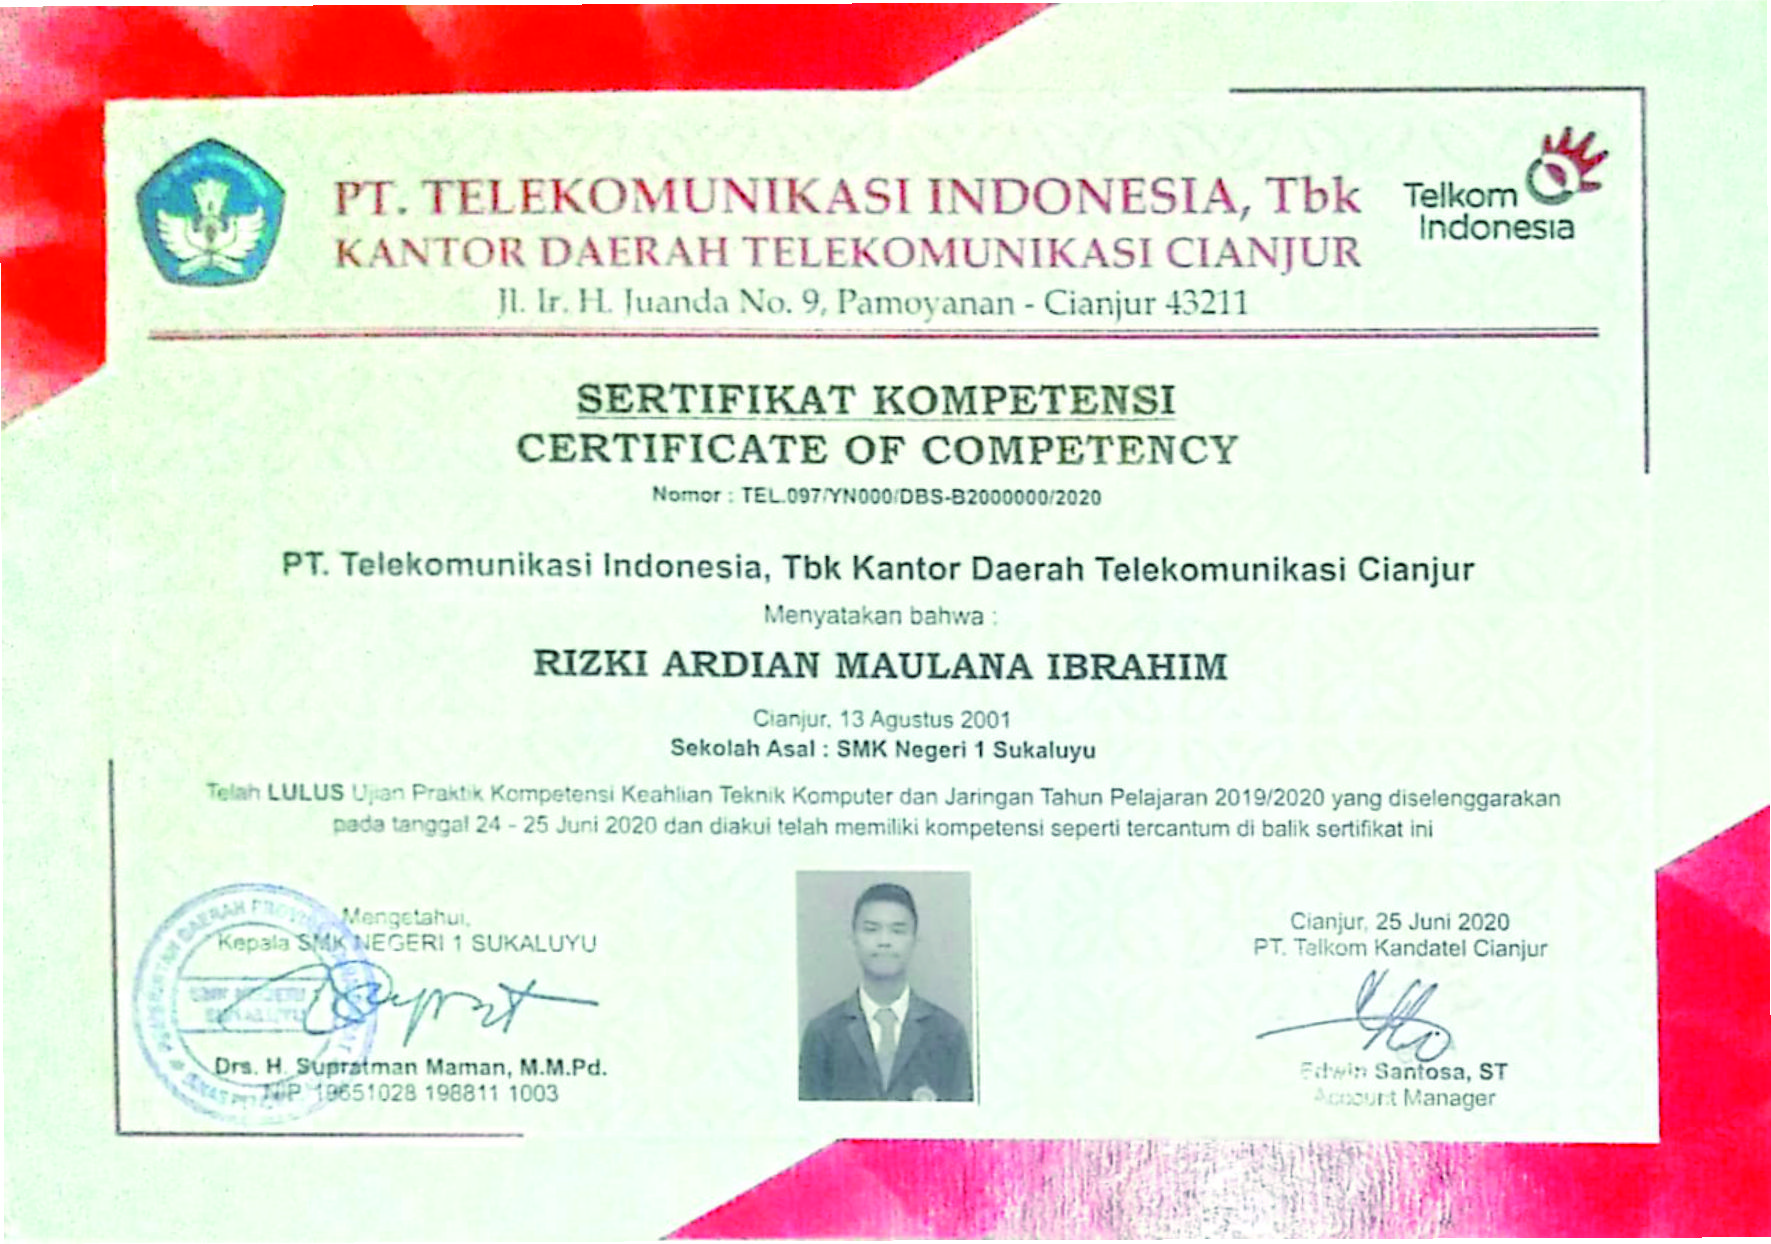 PT. TELEKOMUNIKASI INDONESIA, Tbk
KANTOR DAERAH TELEKOMUNIKASI CIANJUR
Jl. Ir. H. Juanda No. 9, Pamoyanan - Cianjur 43211
Telkom
Indonesia
SERTIFIKAT KOMPETENSI
CERTIFICATE OF COMPETENCY
Nomor : TEL.097/YN000/DBS-B2000000/2020
PT. Telekomunikasi Indonesia, Tbk Kantor Daerah Telekomunikasi Cianjur
Menyatakan bahwa :
RIZKI ARDIAN MAULANA IBRAHIM
Cianjur, 13 Agustus 2001
Sekolah Asal : SMK Negeri 1 Sukaluyu
Telah LULUS Ujian Praktik Kompetensi Keahlian Teknik Komputer dan Jaringan Tahun Pelajaran 2019/2020 yang diselenggarakan
pada tanggal 24 - 25 Juni 2020 dan diakui telah memiliki kompetensi seperti tercantum di balik sertifikat ini
Mengetahui,
Kepala SMK NEGERI 1 SUKALUYU
DAERAH
SMK NEGERI
SUKALUYU
Drs. H. Supratman Maman, M.M.Pd.
NIP. 19651028 198811 1003
Cianjur, 25 Juni 2020
PT. Telkom Kandatel Cianjur
Edwin Santosa, ST
Account Manager